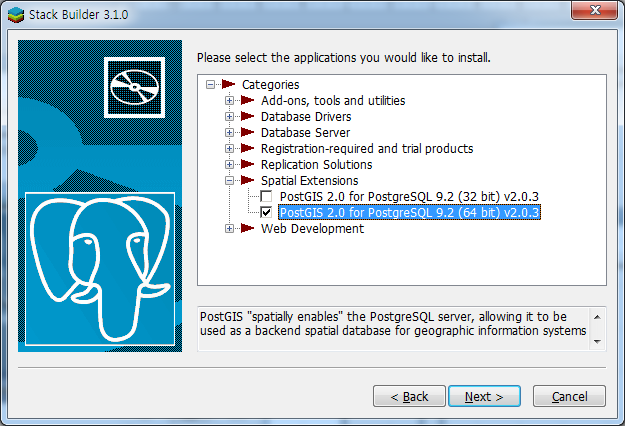 Stack Builder 3.1.0
Please select the applications you would like to install.
Categories
Add-ons, tools and utilities
Database Drivers
Database Server
Registration-required and trial products
Replication Solutions
Spatial Extensions
PostGIS 2.0 for PostgreSQL 9.2 (32 bit) v2.0.3
PostGIS 2.0 for PostgreSQL 9.2 (64 bit) v2.0.3
Web Development
PostGIS "spatially enables" the PostgreSQL server, allowing it to be
used as a backend spatial database for geographic information systems
< Back
Next >
Cancel